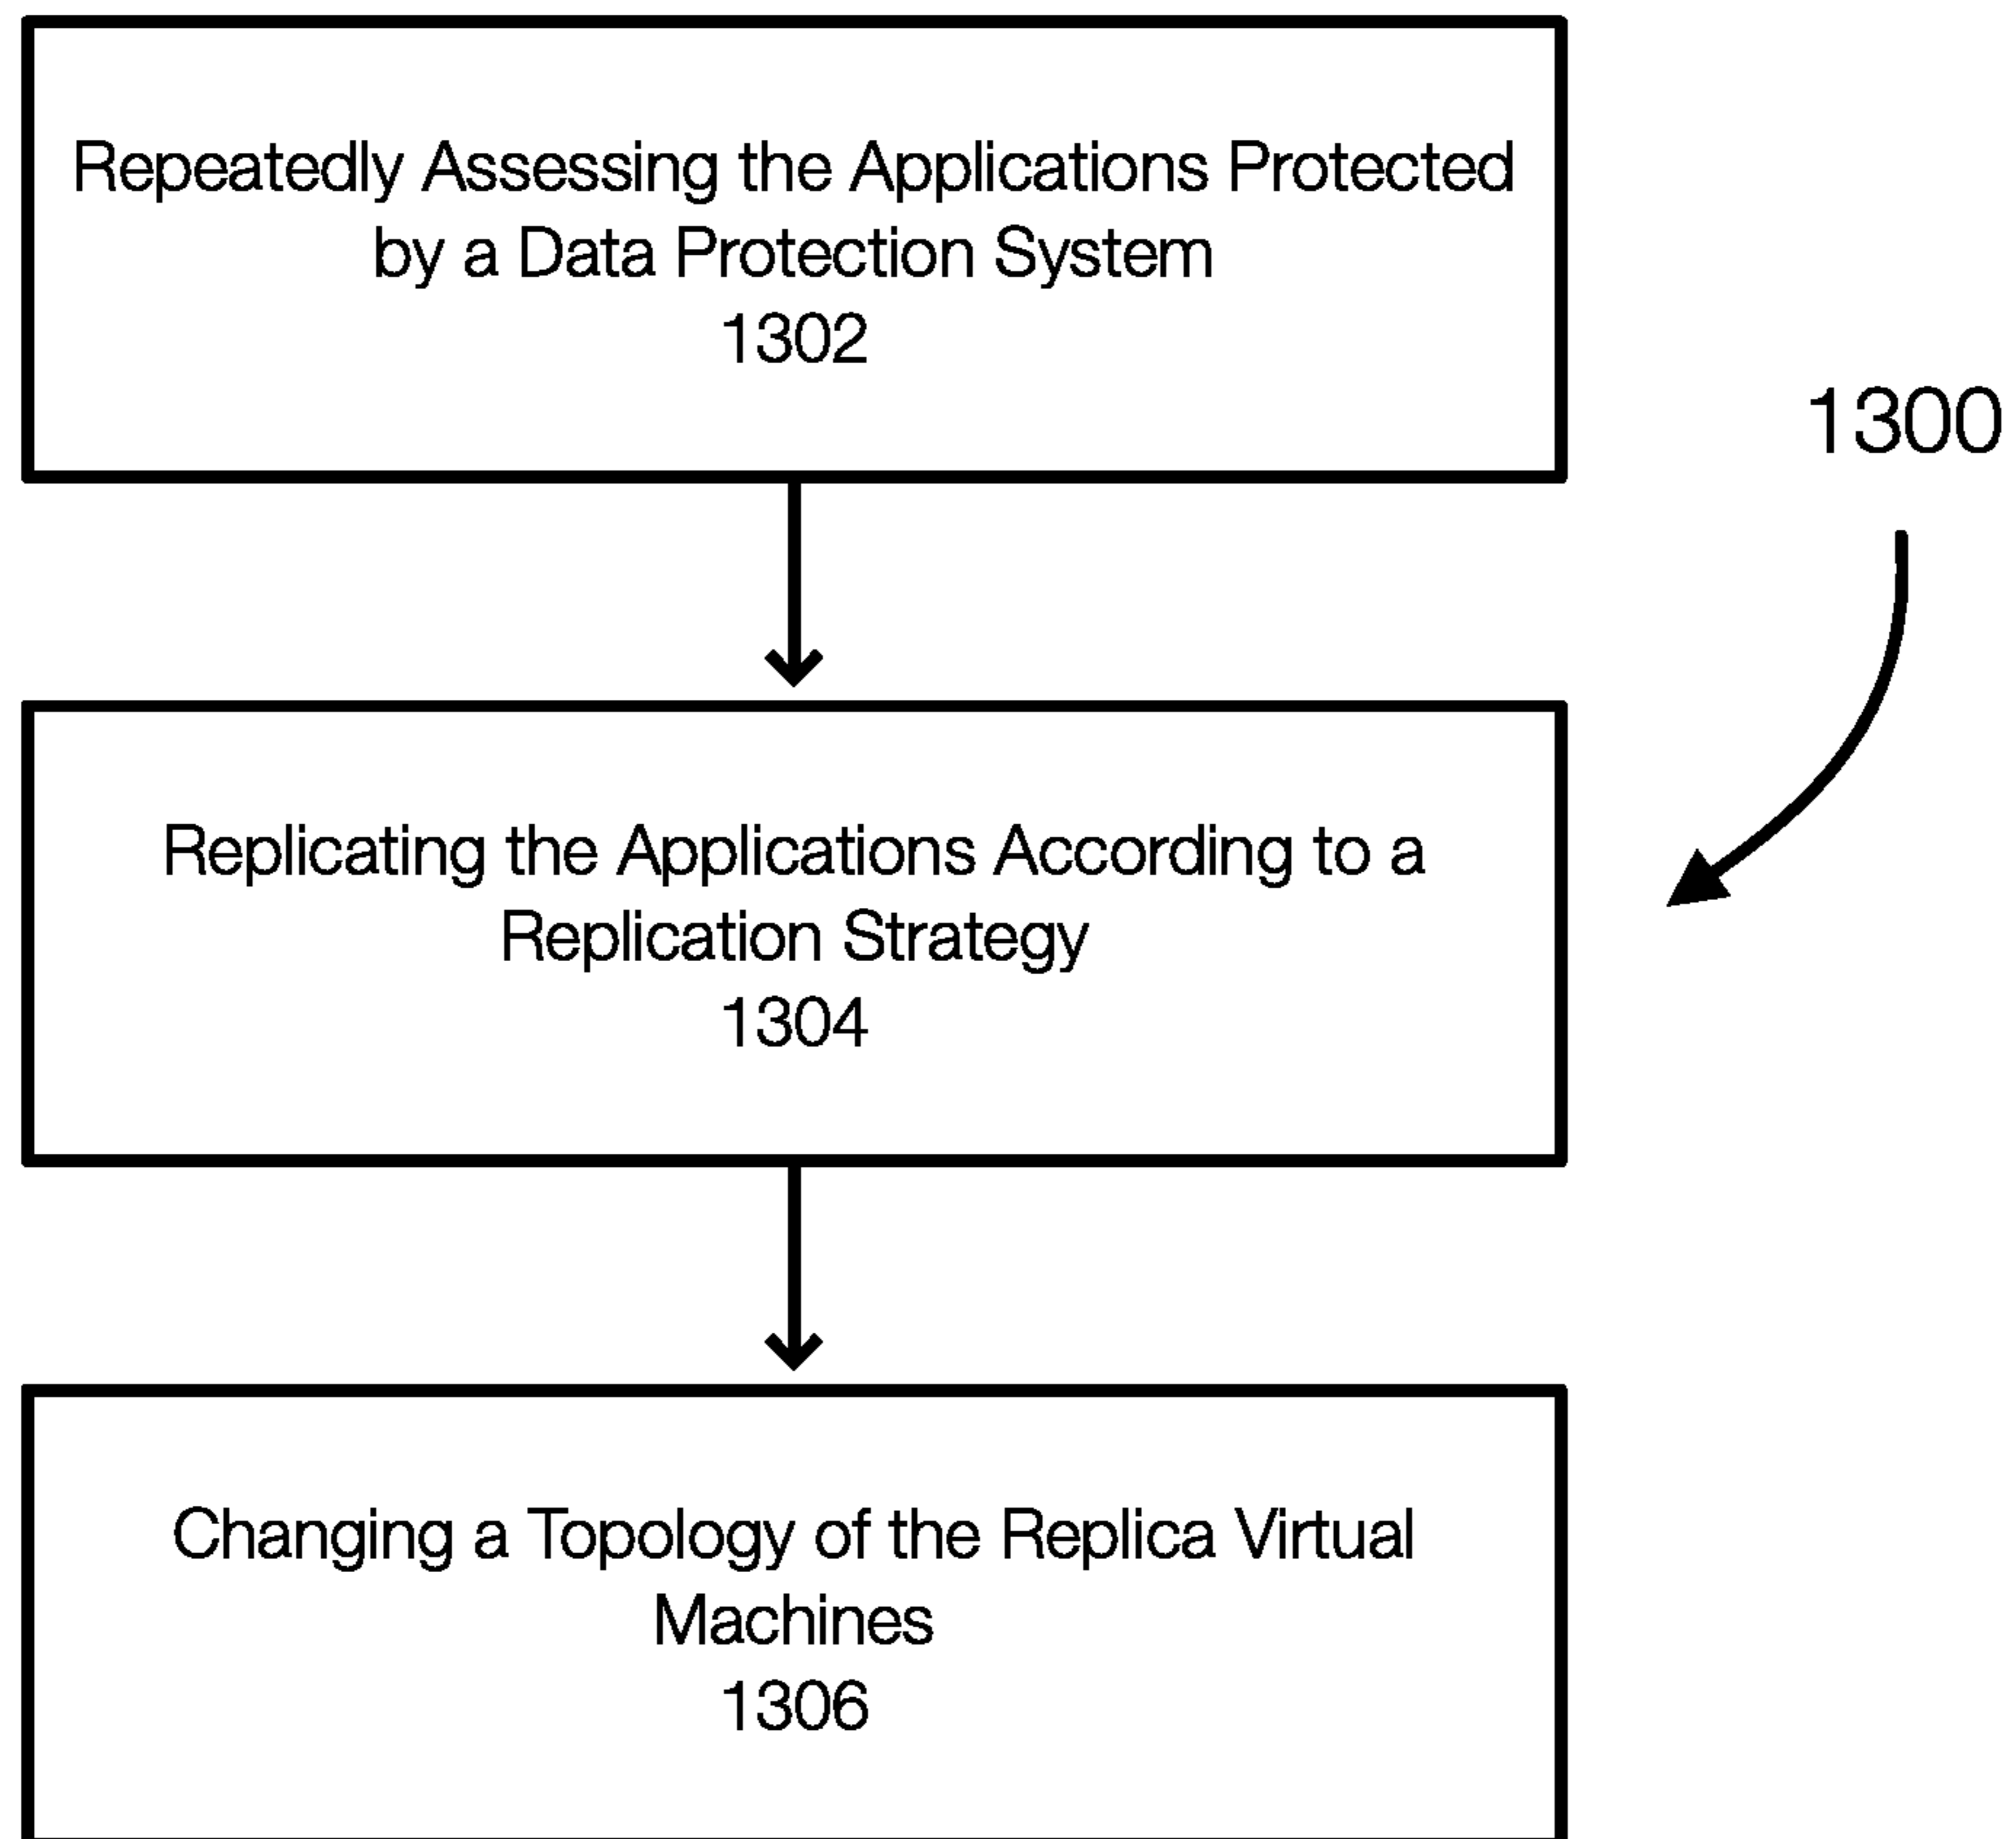 Repeatedly Assessing the Applications Protected
by a Data Protection System
1302
1300
Replicating the Applications According to a
Replication Strategy
1304
Changing a Topology of the Replica Virtual
Machines
1306